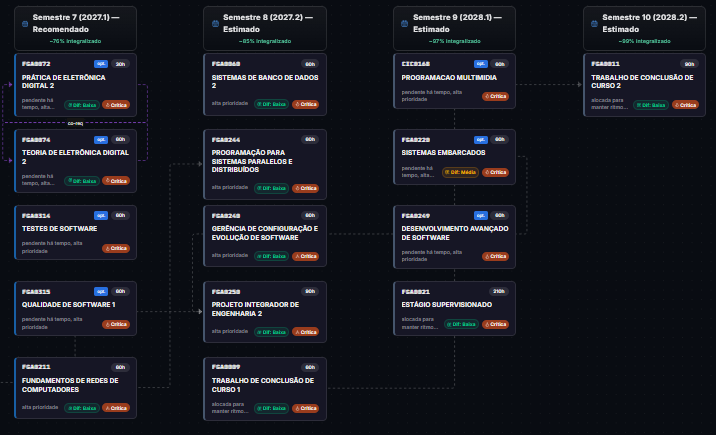 Semestre 7 (2027.1) —
Recomendado
~76% integralizado
FGA0072 opt. 30h
PRÁTICA DE ELETRÔNICA
DIGITAL 2
pendente há
tempo, alta... Dif: Baixa Crítica
co-req
FGA0074 opt. 60h
TEORIA DE ELETRÔNICA DIGITAL
2
pendente há
tempo, alta... Dif: Baixa Crítica
FGA0314 60h
TESTES DE SOFTWARE
pendente há tempo, alta
prioridade Crítica
FGA0315 opt. 60h
QUALIDADE DE SOFTWARE 1
pendente há tempo, alta
prioridade Crítica
FGA0211 60h
FUNDAMENTOS DE REDES DE
COMPUTADORES
alta prioridade Dif: Baixa Crítica
Semestre 8 (2027.2) —
Estimado
~85% integralizado
60h
SISTEMAS DE BANCO DE DADOS
2
alta prioridade Dif: Baixa Crítica
FGA0244 60h
PROGRAMAÇÃO PARA
SISTEMAS PARALELOS E
DISTRIBUÍDOS
alta prioridade Dif: Baixa Crítica
FGA0248 60h
GERÊNCIA DE CONFIGURAÇÃO E
EVOLUÇÃO DE SOFTWARE
alta prioridade Dif: Baixa Crítica
FGA0250 60h
PROJETO INTEGRADOR DE
ENGENHARIA 2
alta prioridade Dif: Baixa Crítica
60h
TRABALHO DE CONCLUSÃO DE
CURSO 1
alocada para
manter ritmo... Dif: Baixa Crítica
Semestre 9 (2028.1) —
Estimado
~97% integralizado
CIC0168 opt. 60h
PROGRAMACAO MULTIMIDIA
pendente há tempo, alta
prioridade Crítica
FGA0220 opt. 60h
SISTEMAS EMBARCADOS
pendente há
tempo, alta... Dif: Média Crítica
FGA0249 opt. 60h
DESENVOLVIMENTO AVANÇADO
DE SOFTWARE
pendente há tempo, alta
prioridade Crítica
FGA0021 210h
ESTÁGIO SUPERVISIONADO
alocada para
manter ritmo... Dif: Baixa Crítica
Semestre 10 (2028.2) —
Estimado
~99% integralizado
FGA0011 90h
TRABALHO DE CONCLUSÃO DE
CURSO 2
alocada para
manter ritmo... Dif: Baixa Crítica